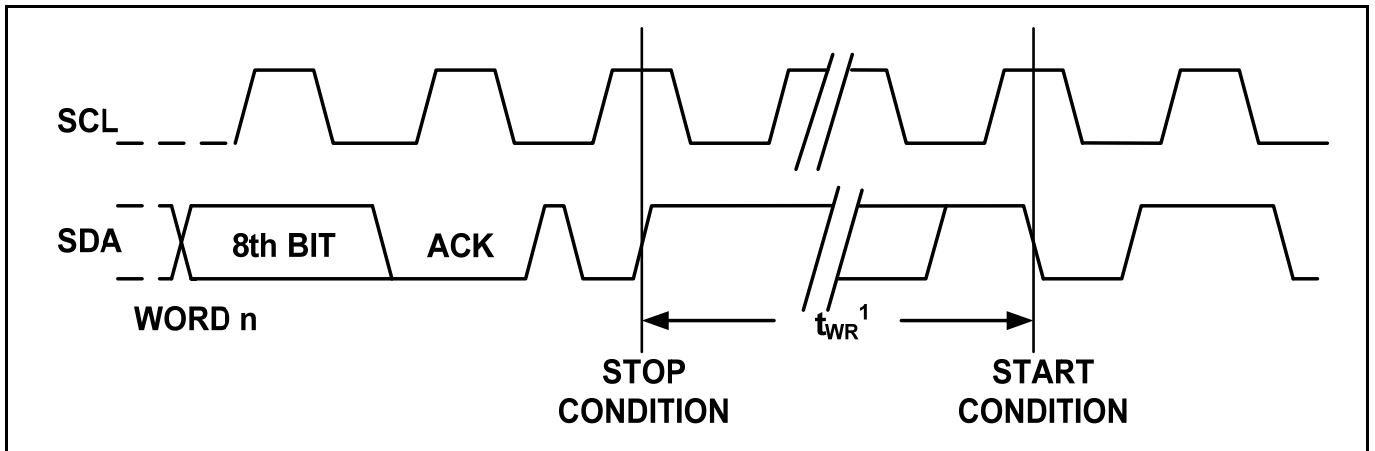 SCL
SDA
8th BIT
ACK
WORD n
tWR1
STOP
CONDITION
START
CONDITION